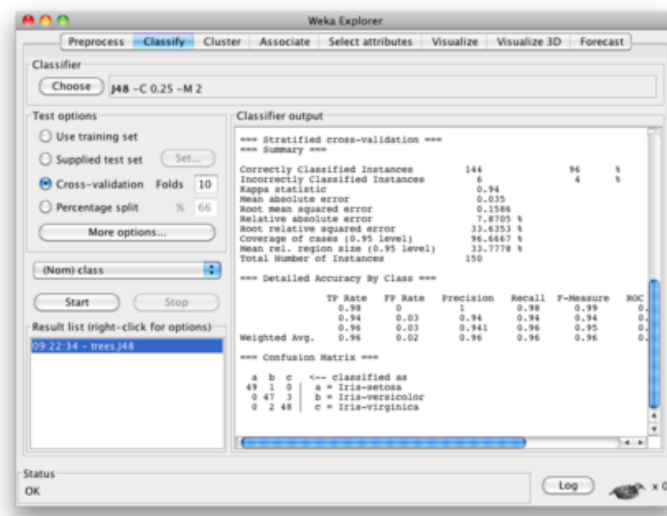 Weka Explorer
Preprocess Classify Cluster Associate Select attributes Visualize Visualize 3D Forecast
Classifier
Choose J48 -C 0.25 -M 2
Test options
Use training set
Supplied test set Set...
Cross-validation Folds 10
Percentage split % 66
More options...
(Nom) class
Start Stop
Result list (right-click for options)
09:22:34 - trees.J48
Classifier output
=== Stratified cross-validation ===
=== Summary ===
Correctly Classified Instances 144 96 %
Incorrectly Classified Instances 6 4 %
Kappa statistic 0.94
Mean absolute error 0.035
Root mean squared error 0.1586
Relative absolute error 7.8705 %
Root relative squared error 33.6353 %
Coverage of cases (0.95 level) 96.6667 %
Mean rel. region size (0.95 level) 33.7778 %
Total Number of Instances 150
=== Detailed Accuracy By Class ===
TP Rate FP Rate Precision Recall F-Measure ROC
0.98 0 1 0.98 0.99 0.
0.94 0.03 0.94 0.94 0.94 0.
0.96 0.03 0.941 0.96 0.95 0.
Weighted Avg. 0.96 0.02 0.96 0.96 0.96 0.
=== Confusion Matrix ===
a b c <-- classified as
49 1 0 | a = Iris-setosa
0 47 3 | b = Iris-versicolor
0 2 48 | c = Iris-virginica
Status
OK
Log x 0